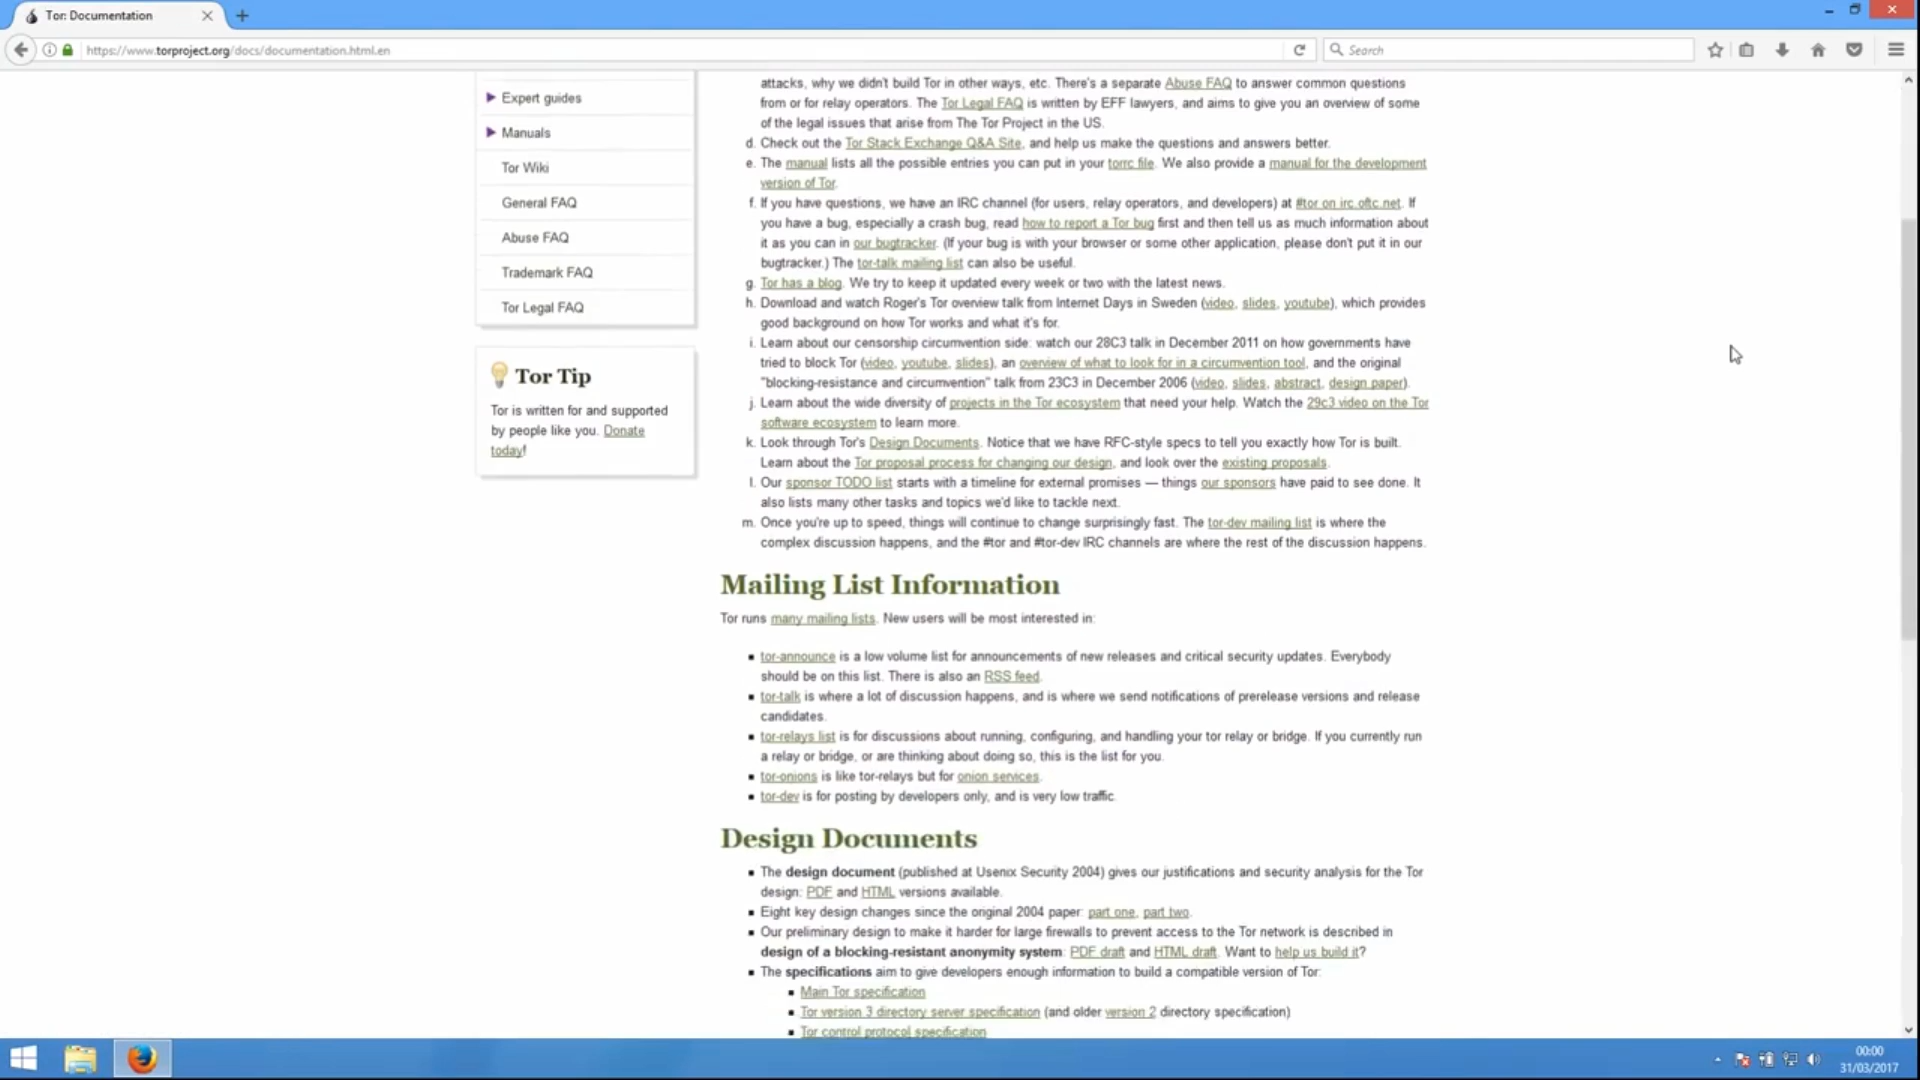 Tor: Documentation
https://www.torproject.org/docs/documentation.html.en
Search
Expert guides
Manuals
Tor Wiki
General FAQ
Abuse FAQ
Trademark FAQ
Tor Legal FAQ
Tor Tip
Tor is written for and supported
by people like you. Donate
today!
attacks, why we didn't build Tor in other ways, etc. There's a separate Abuse FAQ to answer common questions
from or for relay operators. The Tor Legal FAQ is written by EFF lawyers, and aims to give you an overview of some
of the legal issues that arise from The Tor Project in the US.
d. Check out the Tor Stack Exchange Q&A Site, and help us make the questions and answers better.
e. The manual lists all the possible entries you can put in your torrc file. We also provide a manual for the development
version of Tor.
f. If you have questions, we have an IRC channel (for users, relay operators, and developers) at #tor on irc.oftc.net. If
you have a bug, especially a crash bug, read how to report a Tor bug first and then tell us as much information about
it as you can in our bugtracker. (If your bug is with your browser or some other application, please don't put it in our
bugtracker.) The tor-talk mailing list can also be useful.
g. Tor has a blog. We try to keep it updated every week or two with the latest news.
h. Download and watch Roger's Tor overview talk from Internet Days in Sweden (video, slides, youtube), which provides
good background on how Tor works and what it's for.
i. Learn about our censorship circumvention side: watch our 28C3 talk in December 2011 on how governments have
tried to block Tor (video, youtube, slides), an overview of what to look for in a circumvention tool, and the original
"blocking-resistance and circumvention" talk from 23C3 in December 2006 (video, slides, abstract, design paper).
j. Learn about the wide diversity of projects in the Tor ecosystem that need your help. Watch the 29c3 video on the Tor
software ecosystem to learn more.
k. Look through Tor's Design Documents. Notice that we have RFC-style specs to tell you exactly how Tor is built.
Learn about the Tor proposal process for changing our design, and look over the existing proposals.
l. Our sponsor TODO list starts with a timeline for external promises — things our sponsors have paid to see done. It
also lists many other tasks and topics we'd like to tackle next.
m. Once you're up to speed, things will continue to change surprisingly fast. The tor-dev mailing list is where the
complex discussion happens, and the #tor and #tor-dev IRC channels are where the rest of the discussion happens.
Mailing List Information
Tor runs many mailing lists. New users will be most interested in:
tor-announce is a low volume list for announcements of new releases and critical security updates. Everybody
should be on this list. There is also an RSS feed.
tor-talk is where a lot of discussion happens, and is where we send notifications of prerelease versions and release
candidates.
tor-relays list is for discussions about running, configuring, and handling your tor relay or bridge. If you currently run
a relay or bridge, or are thinking about doing so, this is the list for you.
tor-onions is like tor-relays but for onion services.
tor-dev is for posting by developers only, and is very low traffic.
Design Documents
The design document (published at Usenix Security 2004) gives our justifications and security analysis for the Tor
design: PDF and HTML versions available.
Eight key design changes since the original 2004 paper: part one, part two.
Our preliminary design to make it harder for large firewalls to prevent access to the Tor network is described in
design of a blocking-resistant anonymity system: PDF draft and HTML draft. Want to help us build it?
The specifications aim to give developers enough information to build a compatible version of Tor:
Main Tor specification
Tor version 3 directory server specification (and older version 2 directory specification)
Tor control protocol specification
00:00
31/03/2017